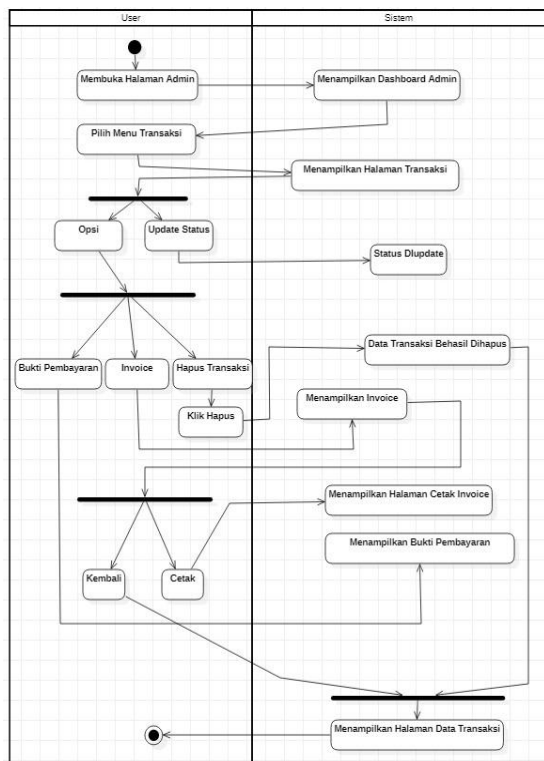 User
Sistem
Membuka Halaman Admin
Menampilkan Dashboard Admin
Pilih Menu Transaksi
Menampilkan Halaman Transaksi
Opsi
Update Status
Status DIupdate
Data Transaksi Behasil Dihapus
Bukti Pembayaran
Invoice
Hapus Transaksi
Menampilkan Invoice
Klik Hapus
Menampilkan Halaman Cetak Invoice
Menampilkan Bukti Pembayaran
Kembali
Cetak
Menampilkan Halaman Data Transaksi